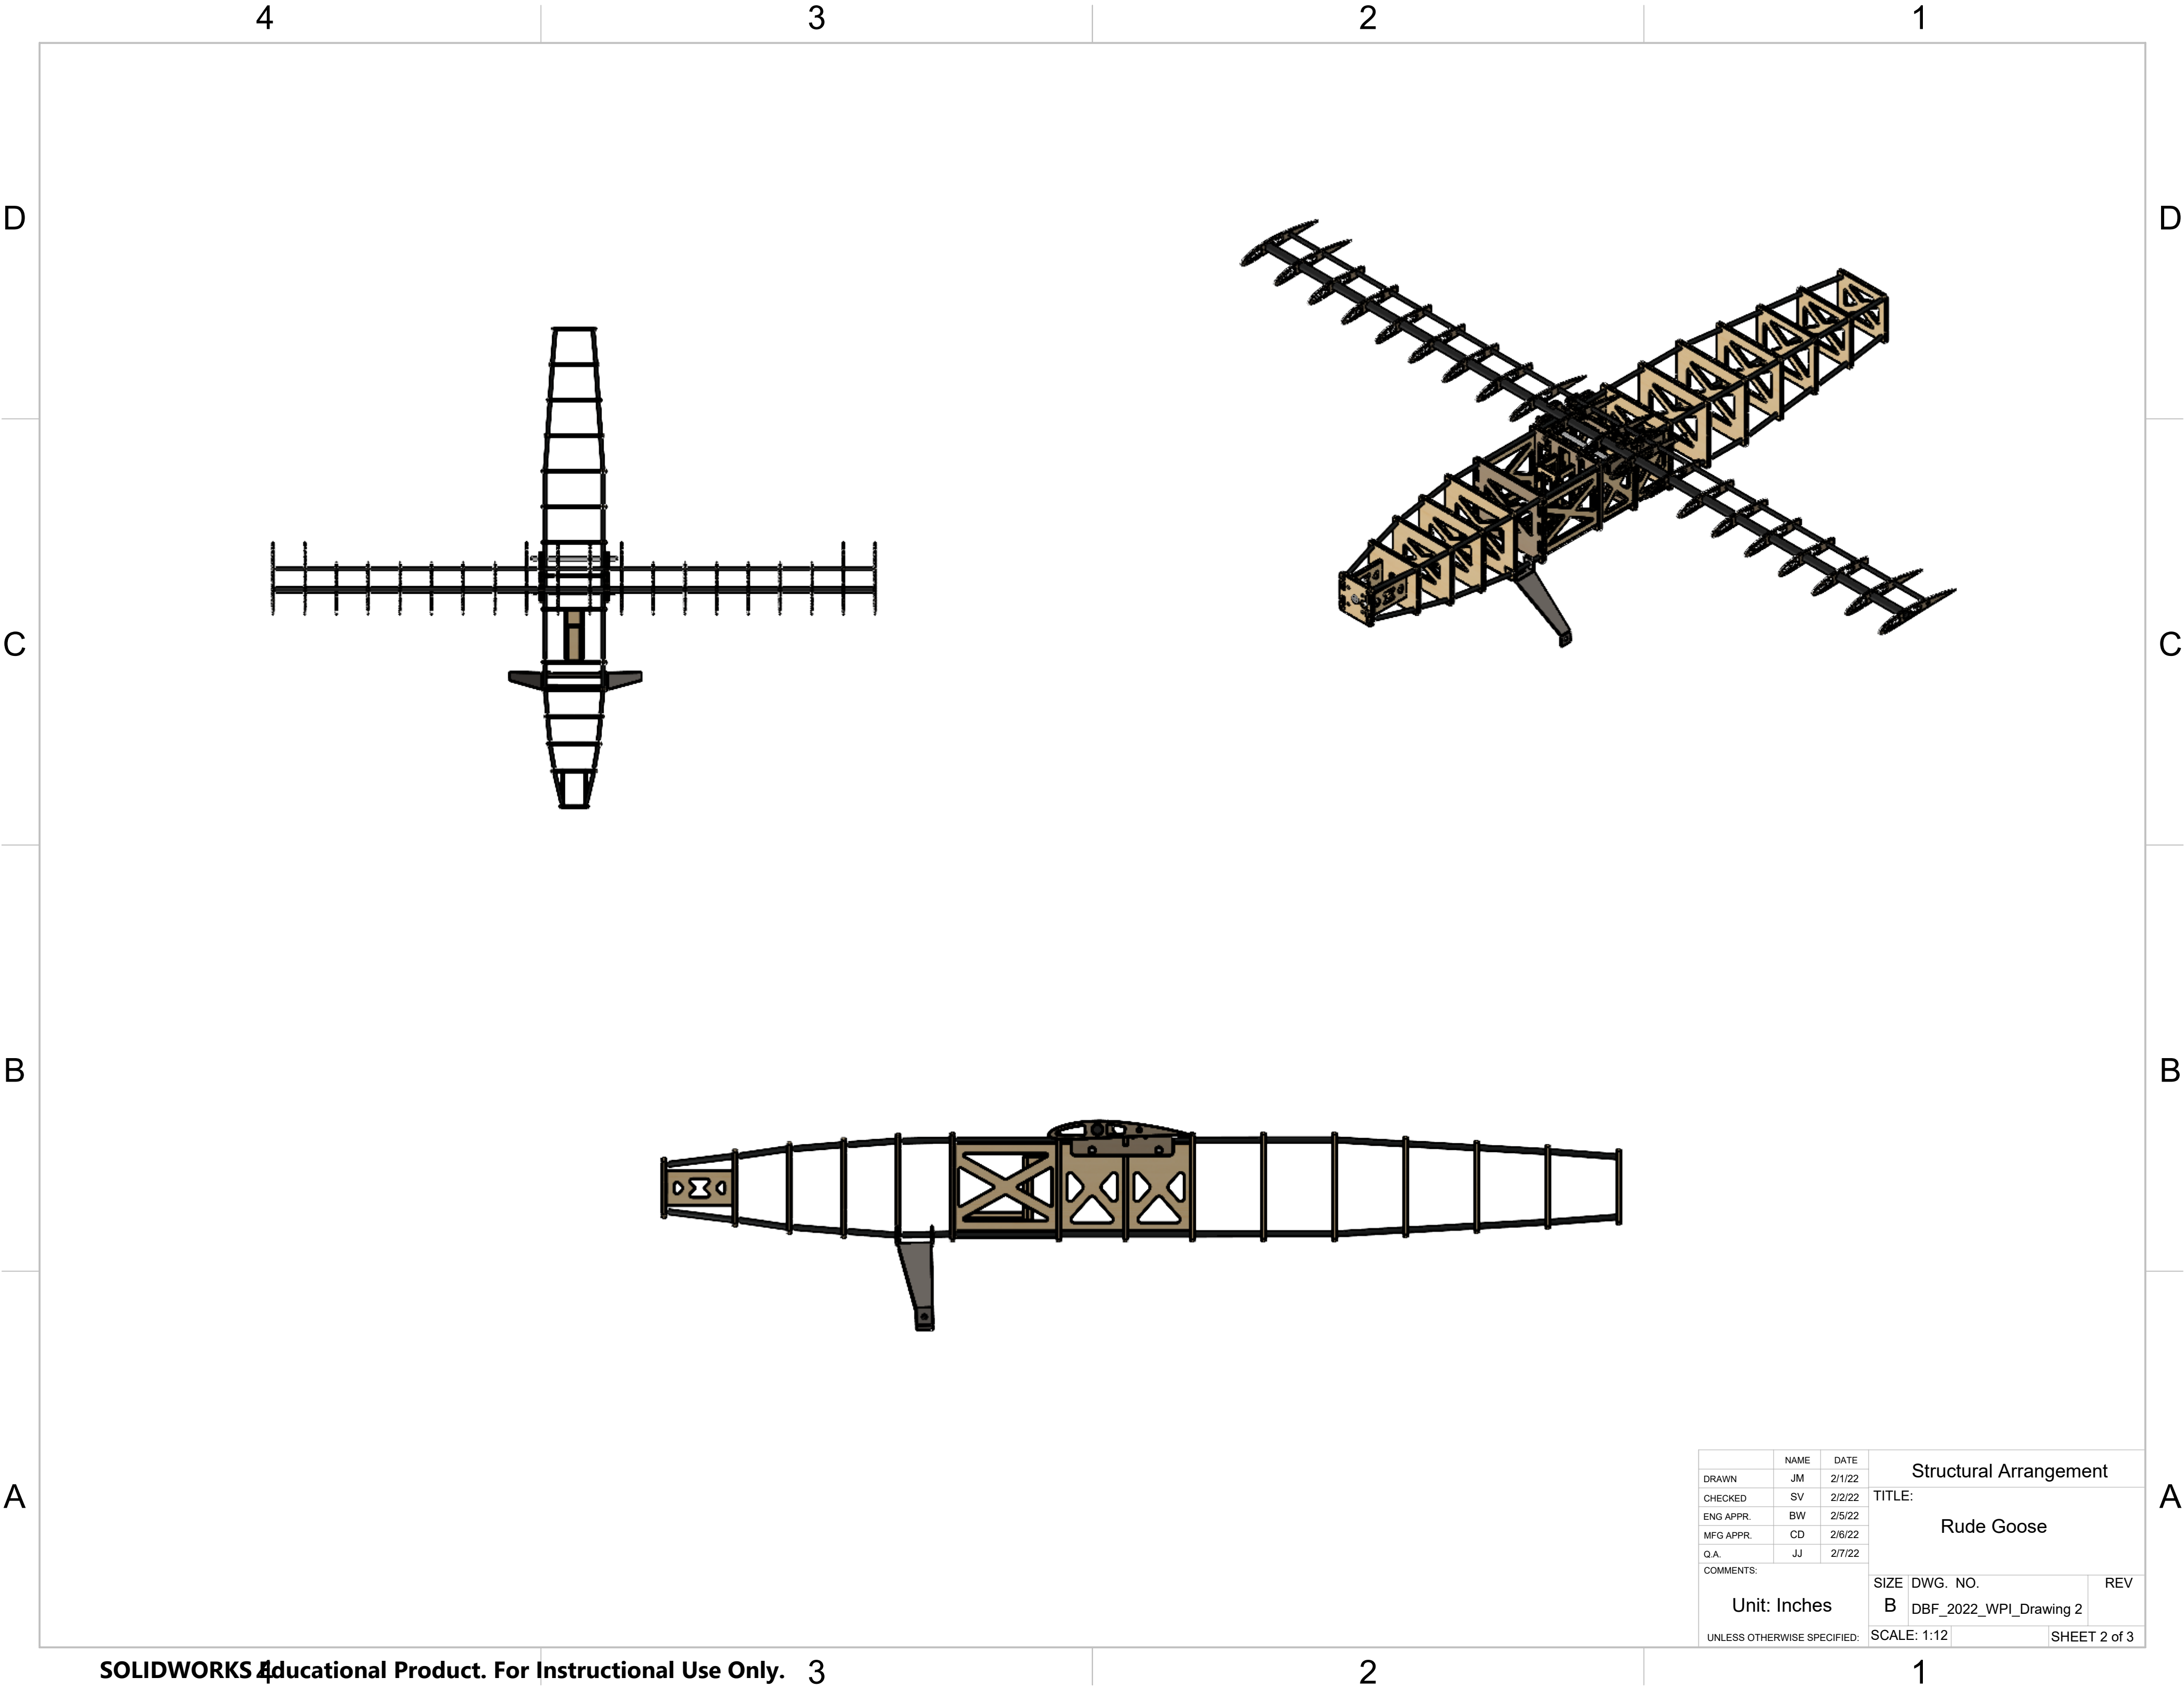 4 3 2 1
D D
C C
B B
A A
NAME DATE
DRAWN JM 2/1/22
CHECKED SV 2/2/22
ENG APPR. BW 2/5/22
MFG APPR. CD 2/6/22
Q.A. JJ 2/7/22
COMMENTS:
Unit: Inches
UNLESS OTHERWISE SPECIFIED:
Structural Arrangement
TITLE:
Rude Goose
SIZE DWG. NO. REV
B DBF_2022_WPI_Drawing 2
SCALE: 1:12 SHEET 2 of 3
SOLIDWORKS Educational Product. For Instructional Use Only.
4 3 2 1